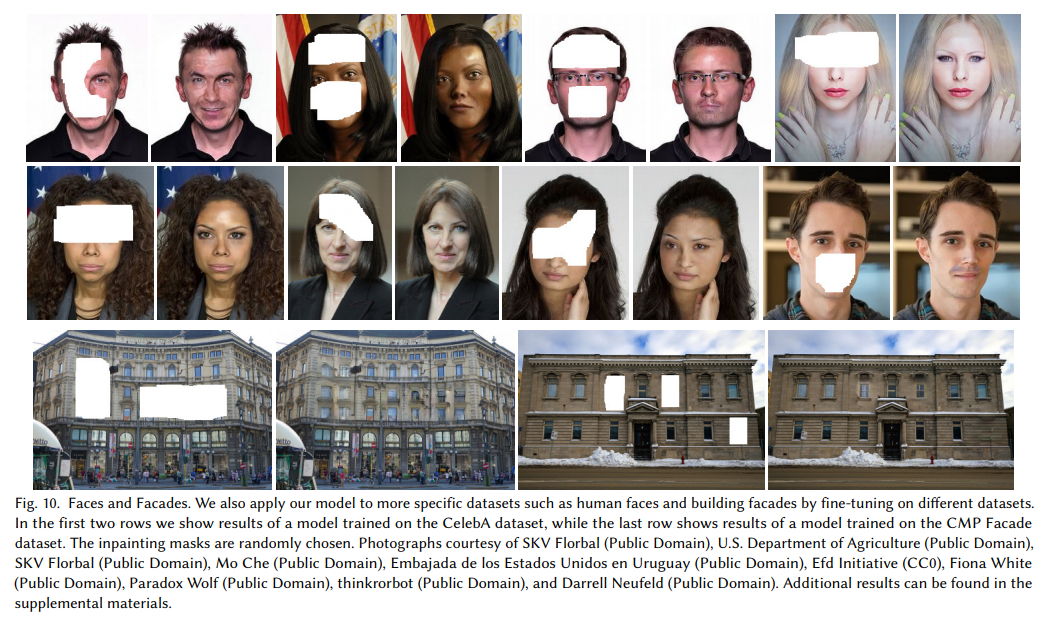 Fig. 10. Faces and Facades. We also apply our model to more specific datasets such as human faces and building facades by fine-tuning on different datasets.
In the first two rows we show results of a model trained on the CelebA dataset, while the last row shows results of a model trained on the CMP Facade
dataset. The inpainting masks are randomly chosen. Photographs courtesy of SKV Florbal (Public Domain), U.S. Department of Agriculture (Public Domain),
SKV Florbal (Public Domain), Mo Che (Public Domain), Embajada de los Estados Unidos en Uruguay (Public Domain), Efd Initiative (CC0), Fiona White
(Public Domain), Paradox Wolf (Public Domain), thinkrorbot (Public Domain), and Darrell Neufeld (Public Domain). Additional results can be found in the
supplemental materials.